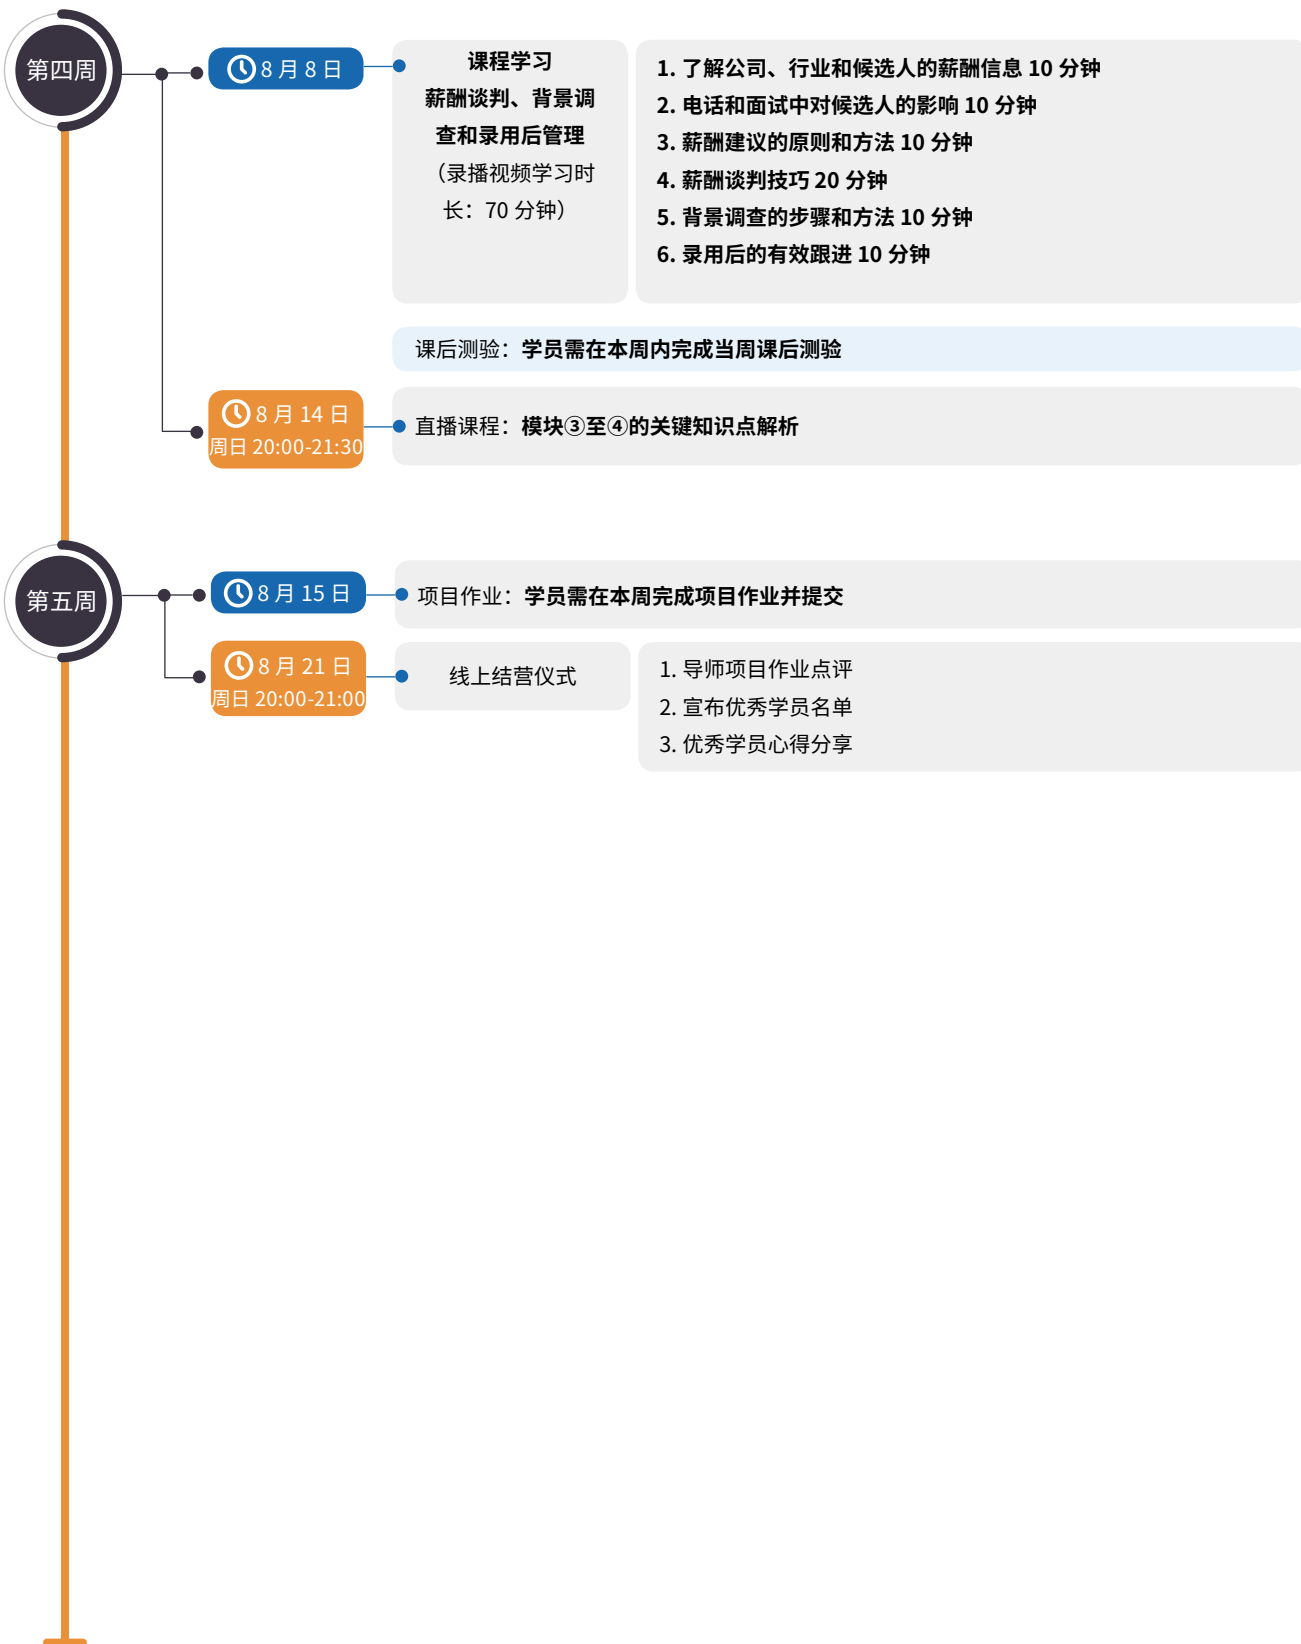 第四周
8 月 8 日
课程学习
薪酬谈判、背景调
查和录用后管理
（录播视频学习时
长：70 分钟）
1. 了解公司、行业和候选人的薪酬信息 10 分钟
2. 电话和面试中对候选人的影响 10 分钟
3. 薪酬建议的原则和方法 10 分钟
4. 薪酬谈判技巧 20 分钟
5. 背景调查的步骤和方法 10 分钟
6. 录用后的有效跟进 10 分钟
课后测验：学员需在本周内完成当周课后测验
8 月 14 日
周日 20:00-21:30
直播课程：模块③至④的关键知识点解析
第五周
8 月 15 日
项目作业：学员需在本周完成项目作业并提交
8 月 21 日
周日 20:00-21:00
线上结营仪式
1. 导师项目作业点评
2. 宣布优秀学员名单
3. 优秀学员心得分享